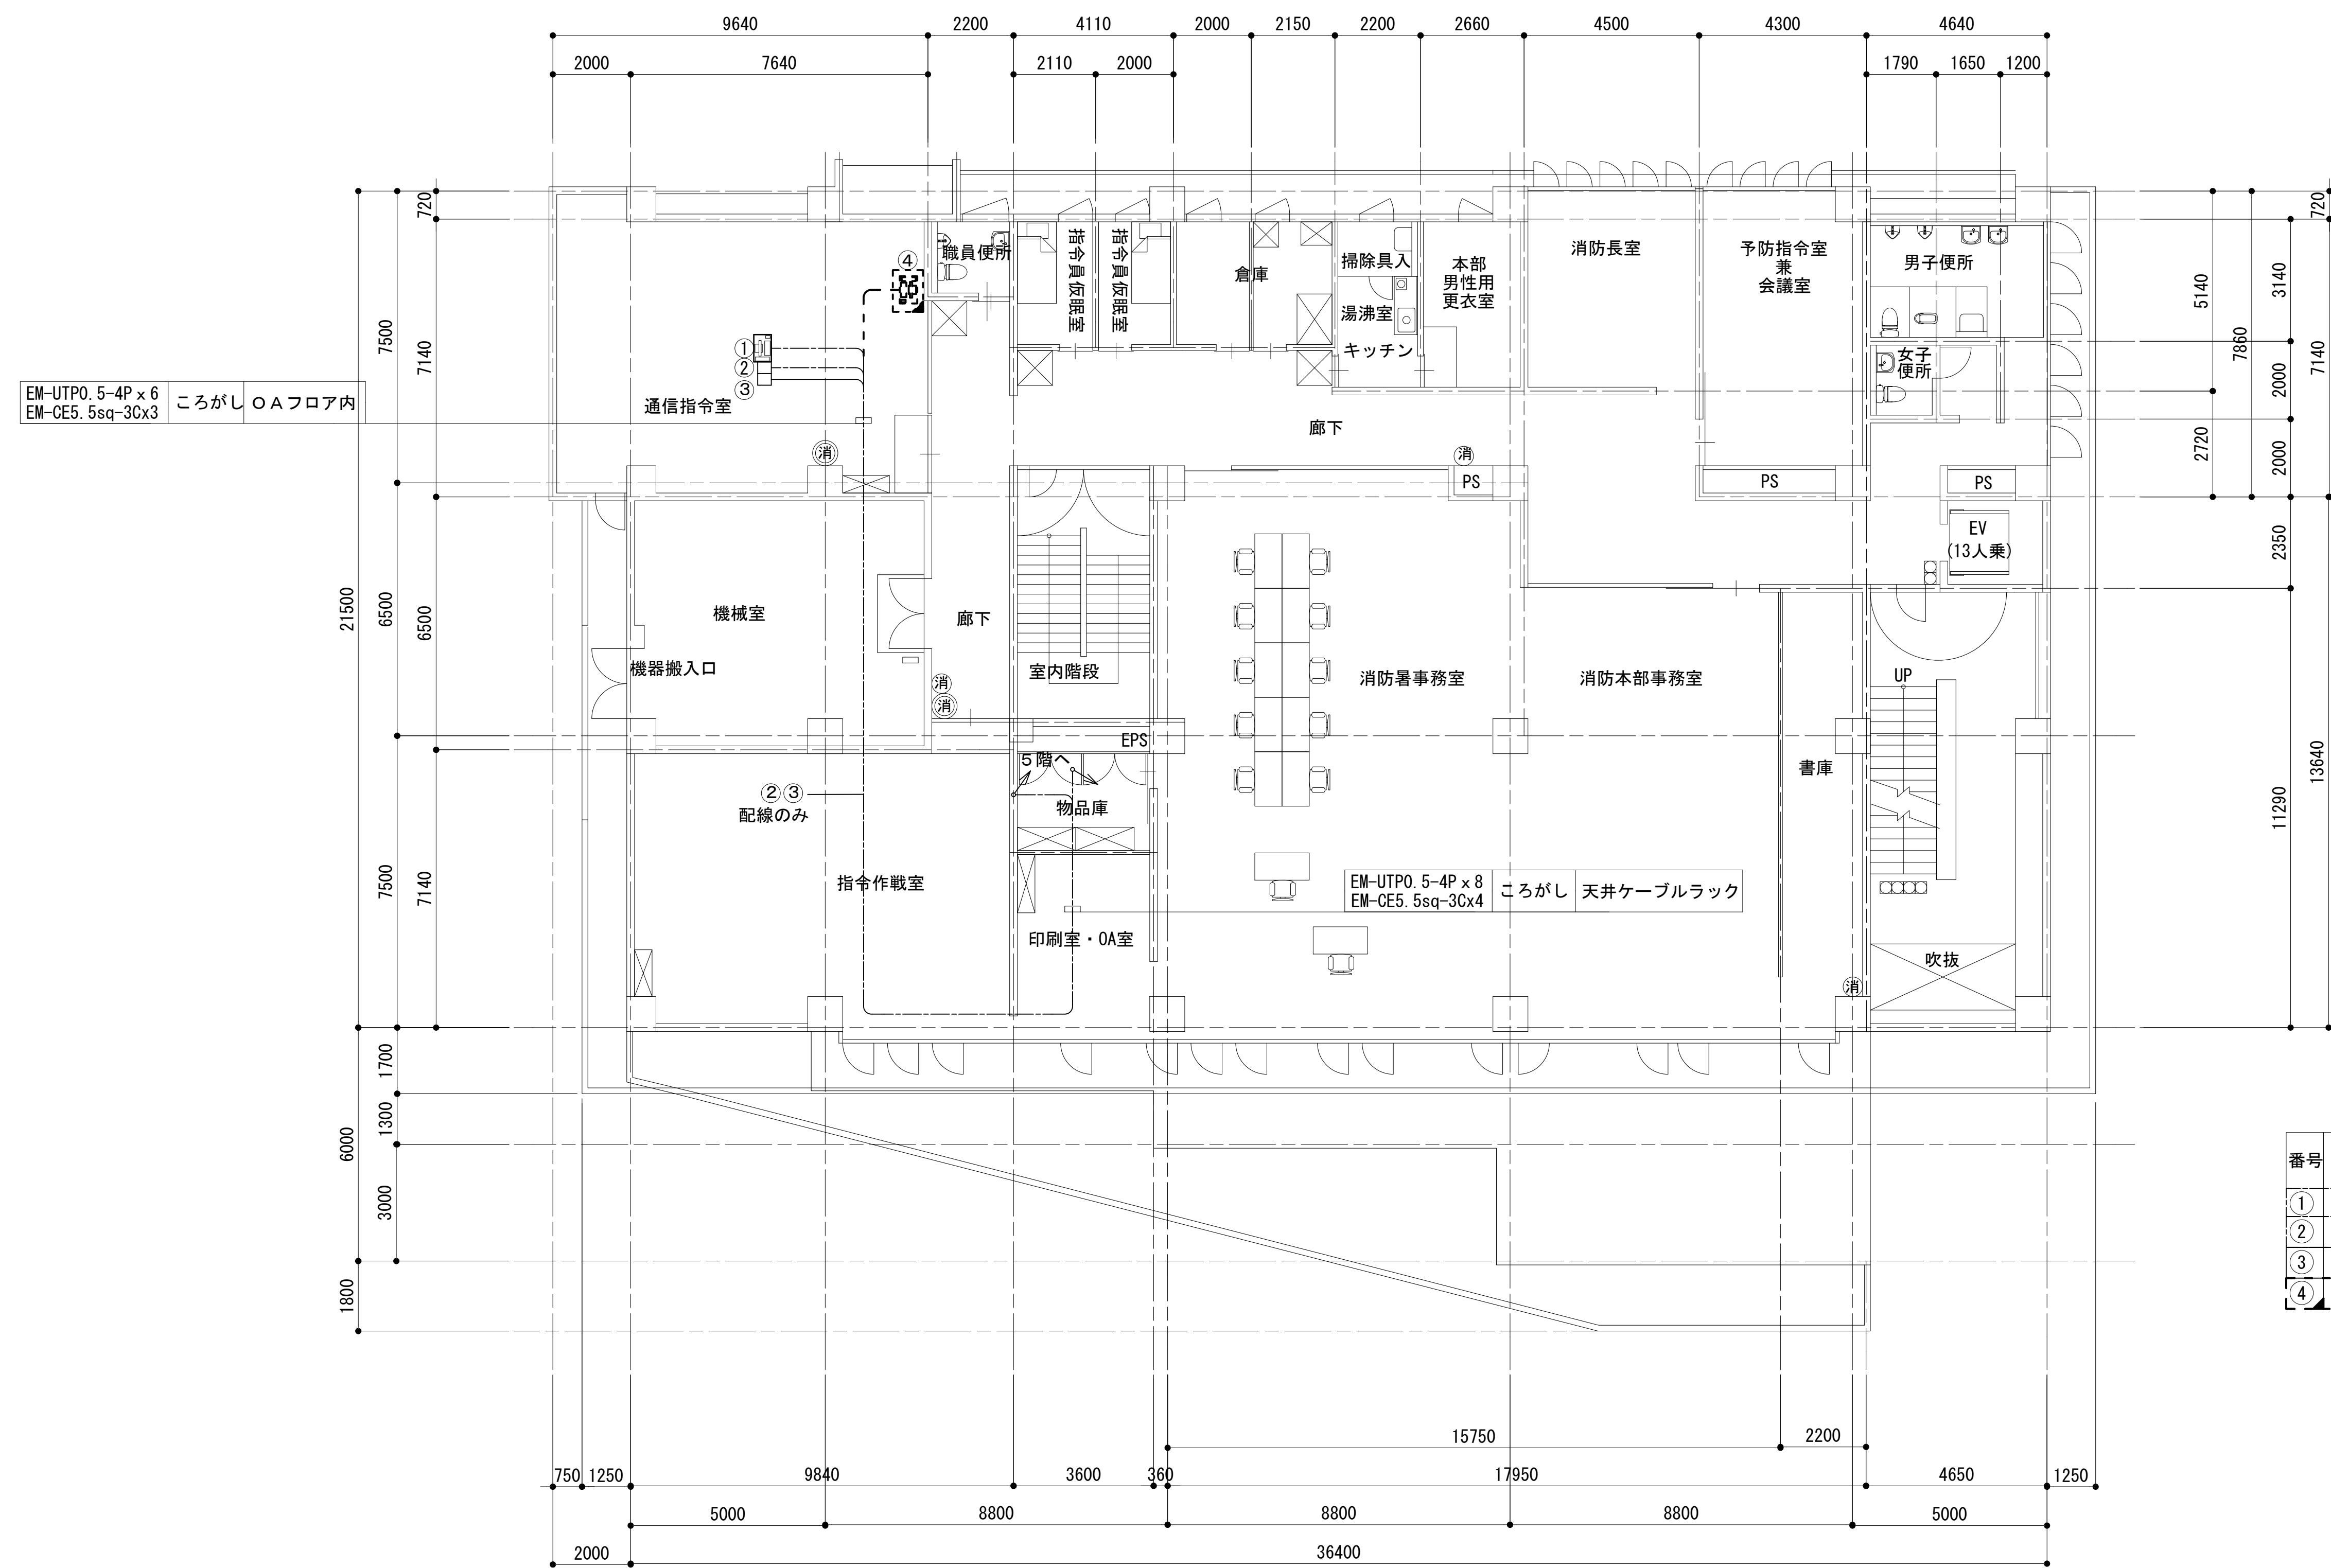 9640
2200
4110
2000
2150
2200
2660
4500
4300
4640
2000
7640
2110
2000
1790
1650
1200
720
7140
7500
21500
6500
6500
7500
7140
1700
1300
6000
3000
1800
720
3140
5140
7860
7140
2000
2720
2000
2350
13640
11290
EM-UTP0.5-4P x 6
EM-CE5.5sq-3Cx3
ころがし
OAフロア内
④
①
②
③
通信指令室
消
職員便所
指令員仮眠室
指令員仮眠室
倉庫
掃除具入
湯沸室
キッチン
本部
男性用
更衣室
消防長室
予防指令室
兼
会議室
男子便所
女子
便所
廊下
消
PS
PS
PS
EV
(13人乗)
機械室
機器搬入口
廊下
消
消
室内階段
EPS
5階へ
物品庫
消防暑事務室
消防本部事務室
書庫
UP
②③
配線のみ
指令作戦室
印刷室・OA室
EM-UTP0.5-4P x 8
EM-CE5.5sq-3Cx4
ころがし
天井ケーブルラック
吹抜
消
番号
①
②
③
④
15750
2200
750
1250
9840
3600
360
17950
4650
1250
5000
8800
8800
8800
5000
2000
36400